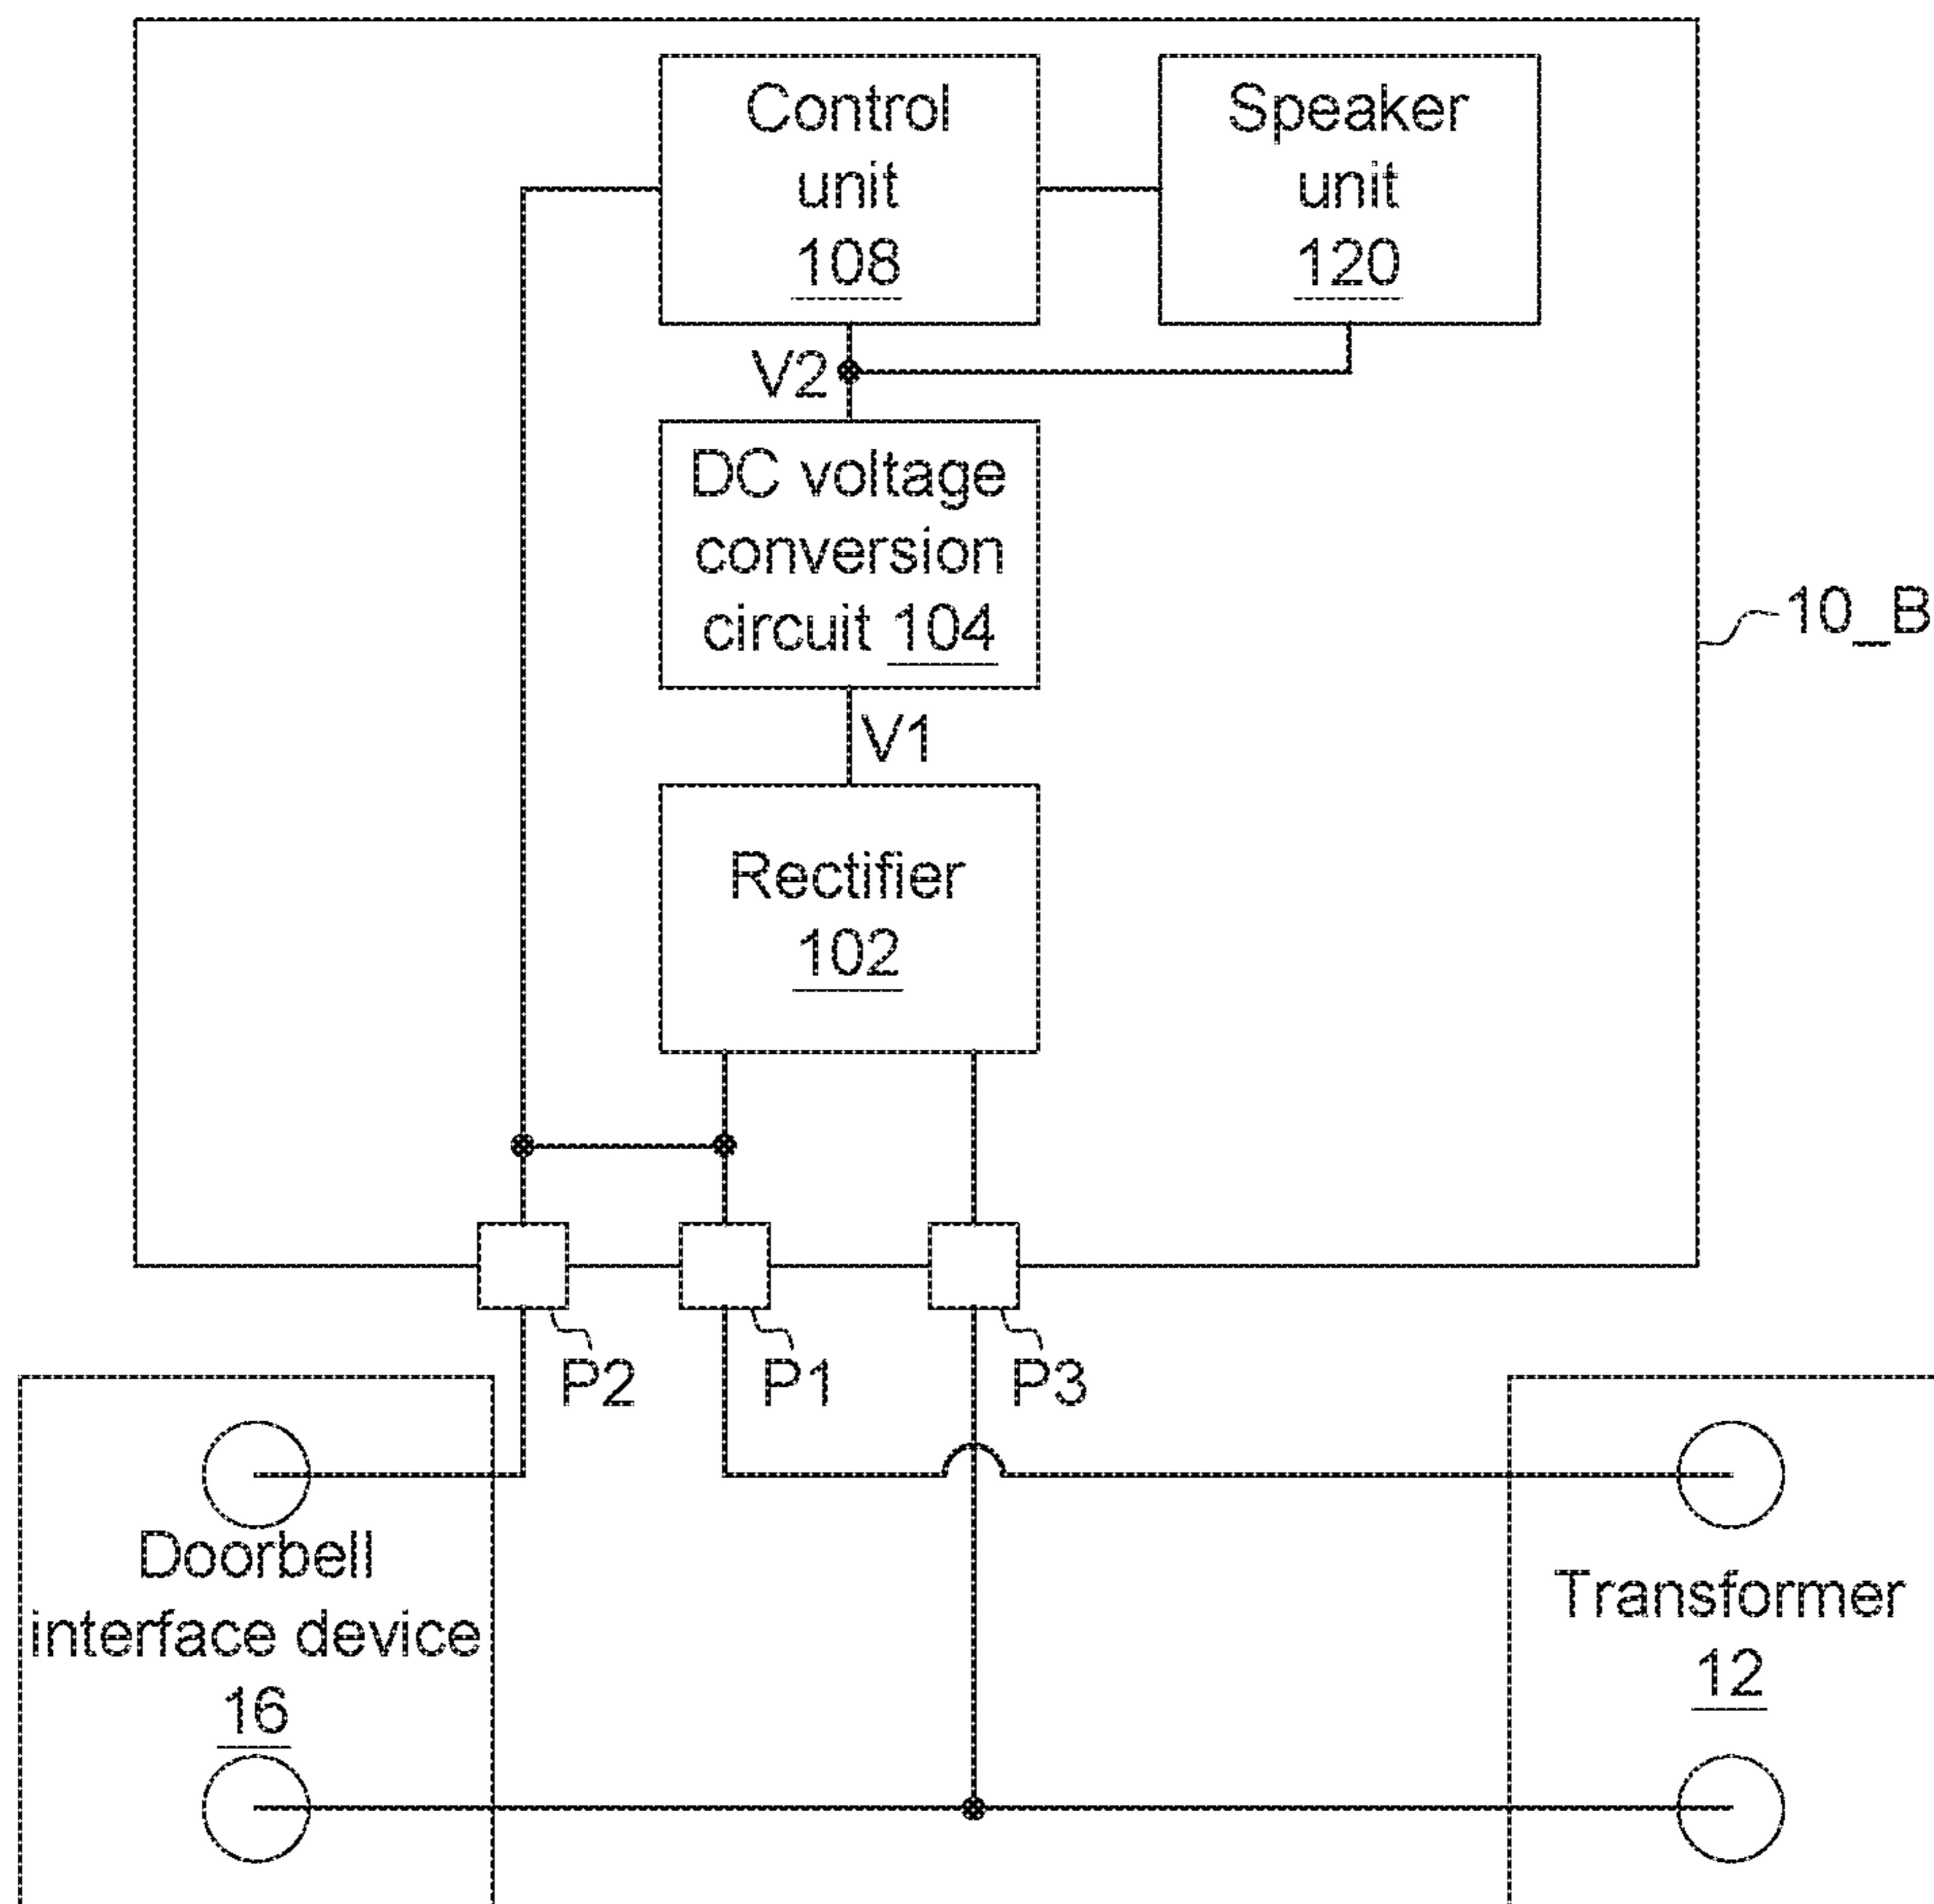 Control
unit
108
Speaker
unit
120
V2
DC voltage
conversion
circuit 104
10_B
V1
Rectifier
102
P2
P1
P3
Doorbell
interface device
16
Transformer
12